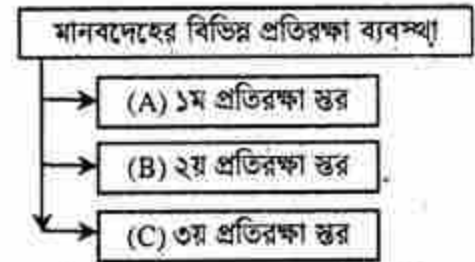 মানবদেহের বিভিন্ন প্রতিরক্ষা ব্যবস্থা
(A) ১ম প্রতিরক্ষা স্তর
(B) ২য় প্রতিরক্ষা স্তর
(C) ৩য় প্রতিরক্ষা স্তর